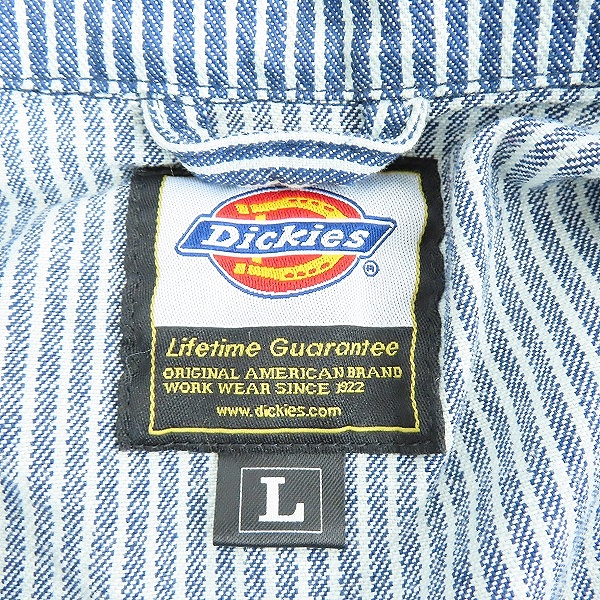 Dickies®
Lifetime Guarantee
ORIGINAL AMERICAN BRAND
WORK WEAR SINCE 1922
www.dickies.com
L